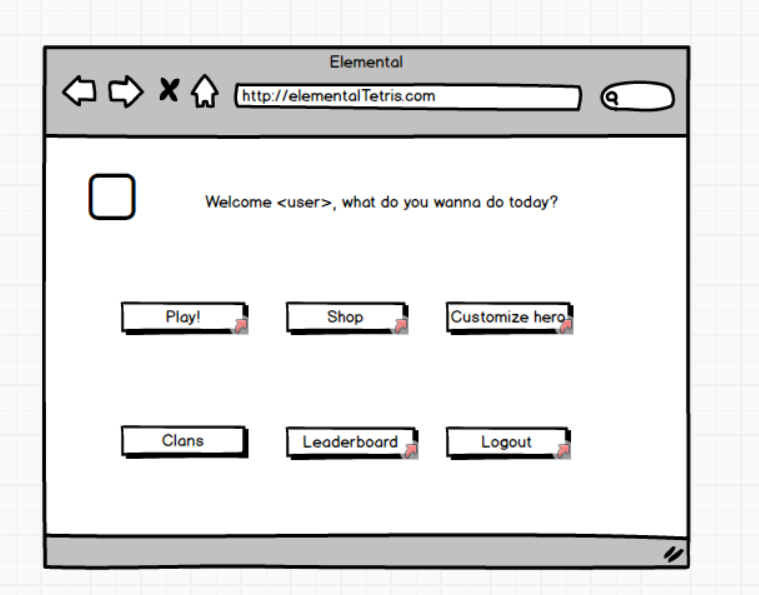 Elemental
http://elementalTetris.com
Welcome <user>, what do you wanna do today?
Play!
Shop
Customize hero
Clans
Leaderboard
Logout